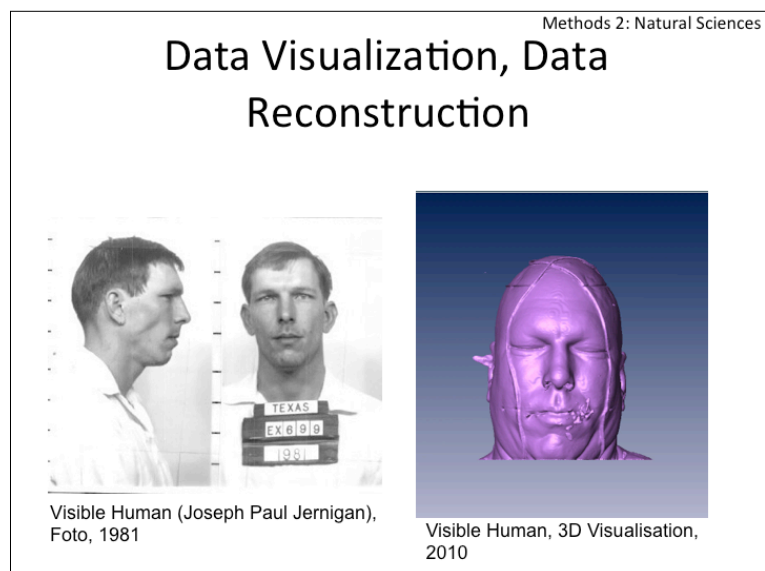 Methods 2: Natural Sciences
Data Visualization, Data
Reconstruction
TEXAS
EX699
1981
Visible Human (Joseph Paul Jernigan),
Foto, 1981
Visible Human, 3D Visualisation,
2010